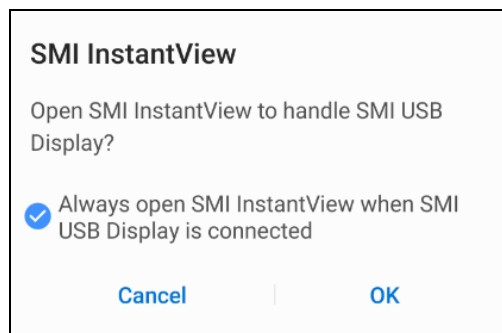 SMI InstantView
Open SMI InstantView to handle SMI USB
Display?
Always open SMI InstantView when SMI
USB Display is connected
Cancel
OK